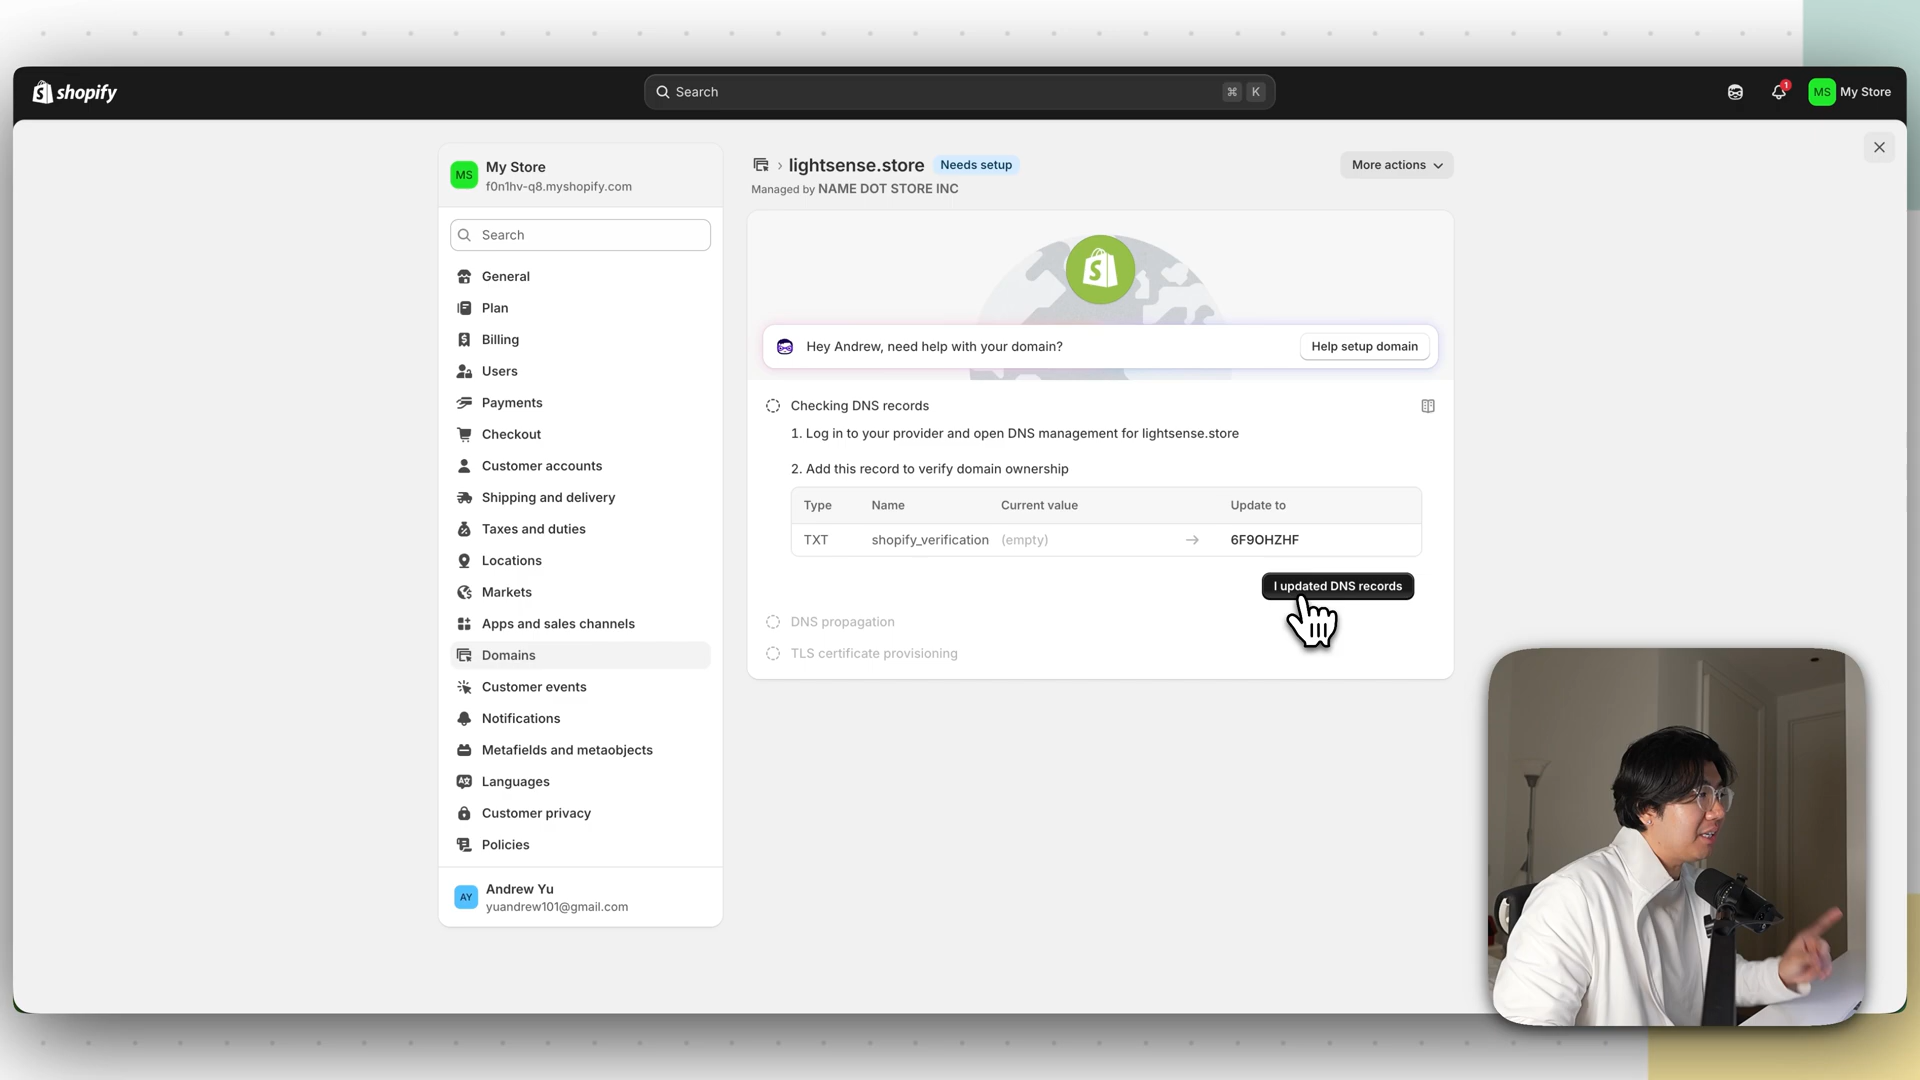 shopify
Search
⌘ K
1
MS My Store
MS
My Store
f0n1hv-q8.myshopify.com
Search
General
Plan
Billing
Users
Payments
Checkout
Customer accounts
Shipping and delivery
Taxes and duties
Locations
Markets
Apps and sales channels
Domains
Customer events
Notifications
Metafields and metaobjects
Languages
Customer privacy
Policies
AY
Andrew Yu
yuandrew101@gmail.com
› lightsense.store Needs setup
More actions
Managed by NAME DOT STORE INC
Hey Andrew, need help with your domain?
Help setup domain
Checking DNS records
1. Log in to your provider and open DNS management for lightsense.store
2. Add this record to verify domain ownership
Type Name Current value Update to
TXT shopify_verification (empty) → 6F9OHZHF
I updated DNS records
DNS propagation
TLS certificate provisioning